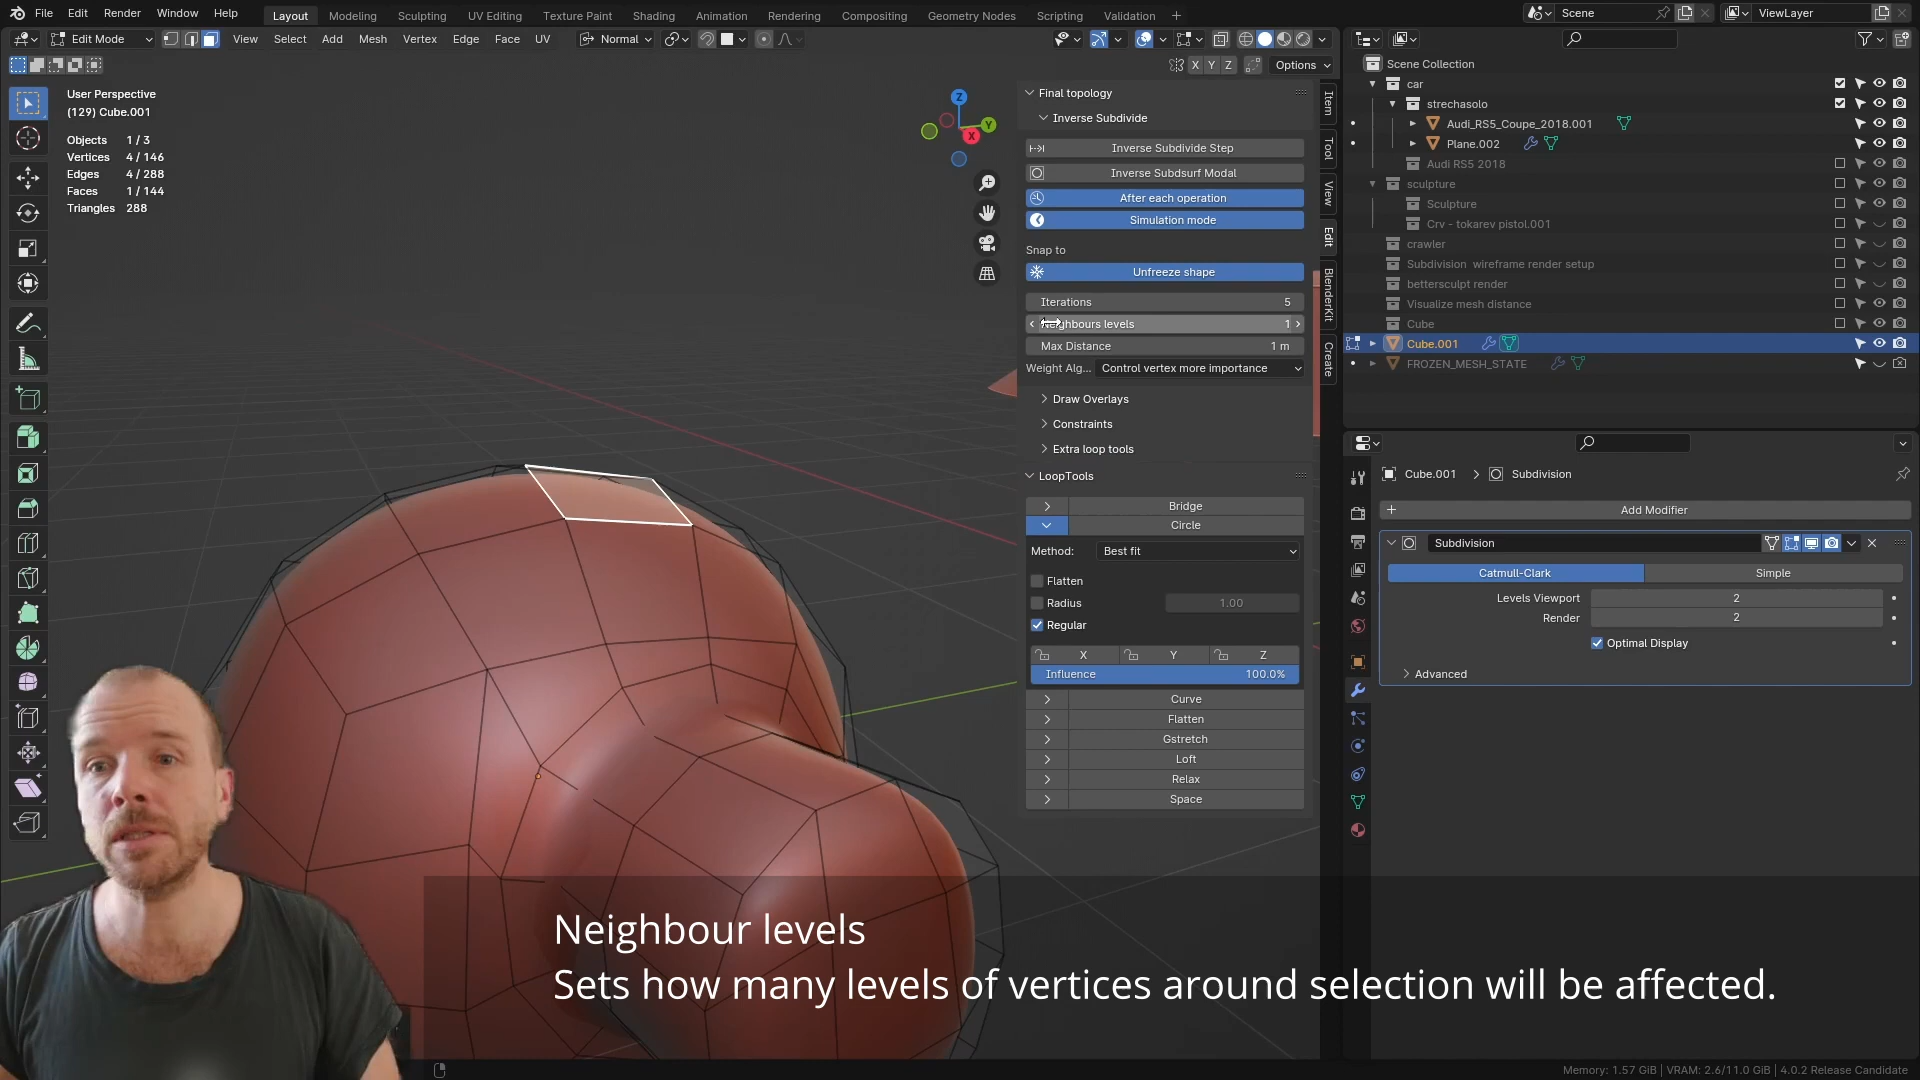 File Edit Render Window Help
Layout Modeling Sculpting UV Editing Texture Paint Shading Animation Rendering Compositing Geometry Nodes Scripting Validation +
Scene
ViewLayer
Edit Mode
View Select Add Mesh Vertex Edge Face UV
Normal
X Y Z
Options
User Perspective
(129) Cube.001
Objects 1 / 3
Vertices 4 / 146
Edges 4 / 288
Faces 1 / 144
Triangles 288
Z
Y
X
Final topology
Inverse Subdivide
Inverse Subdivide Step
Inverse Subdsurf Modal
After each operation
Simulation mode
Snap to
Unfreeze shape
Iterations 5
Neighbours levels 1
Max Distance 1 m
Weight Alg... Control vertex more importance
Draw Overlays
Constraints
Extra loop tools
LoopTools
Bridge
Circle
Method: Best fit
Flatten
Radius 1.00
Regular
X Y Z
Influence 100.0%
Curve
Flatten
Gstretch
Loft
Relax
Space
Item
Tool
View
Edit
BlenderKit
Create
Scene Collection
car
strechasolo
Audi_RS5_Coupe_2018.001
Plane.002
Audi RS5 2018
sculpture
Sculpture
Crv - tokarev pistol.001
crawler
Subdivision wireframe render setup
bettersculpt render
Visualize mesh distance
Cube
Cube.001
FROZEN_MESH_STATE
Cube.001 > Subdivision
Add Modifier
Subdivision
Catmull-Clark Simple
Levels Viewport 2
Render 2
Optimal Display
Advanced
Neighbour levels
Sets how many levels of vertices around selection will be affected.
Memory: 1.57 GiB | VRAM: 2.6/11.0 GiB | 4.0.2 Release Candidate